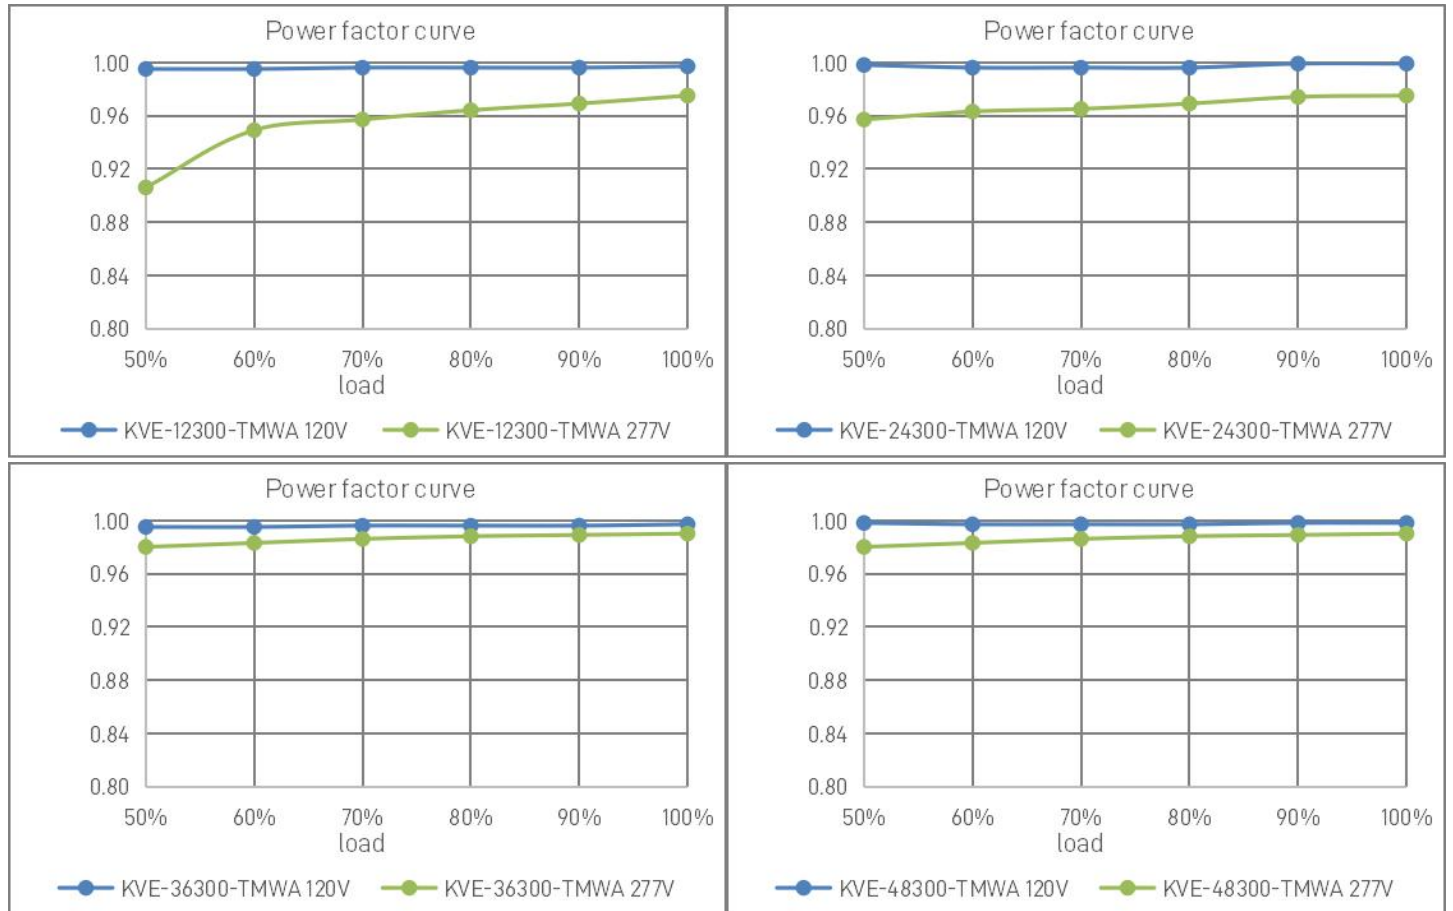 Power factor curve
1.00
0.96
0.92
0.88
0.84
0.80
50% 60% 70% 80% 90% 100%
load
KVE-12300-TMWA 120V KVE-12300-TMWA 277V
Power factor curve
1.00
0.96
0.92
0.88
0.84
0.80
50% 60% 70% 80% 90% 100%
load
KVE-24300-TMWA 120V KVE-24300-TMWA 277V
Power factor curve
1.00
0.96
0.92
0.88
0.84
0.80
50% 60% 70% 80% 90% 100%
load
KVE-36300-TMWA 120V KVE-36300-TMWA 277V
Power factor curve
1.00
0.96
0.92
0.88
0.84
0.80
50% 60% 70% 80% 90% 100%
load
KVE-48300-TMWA 120V KVE-48300-TMWA 277V